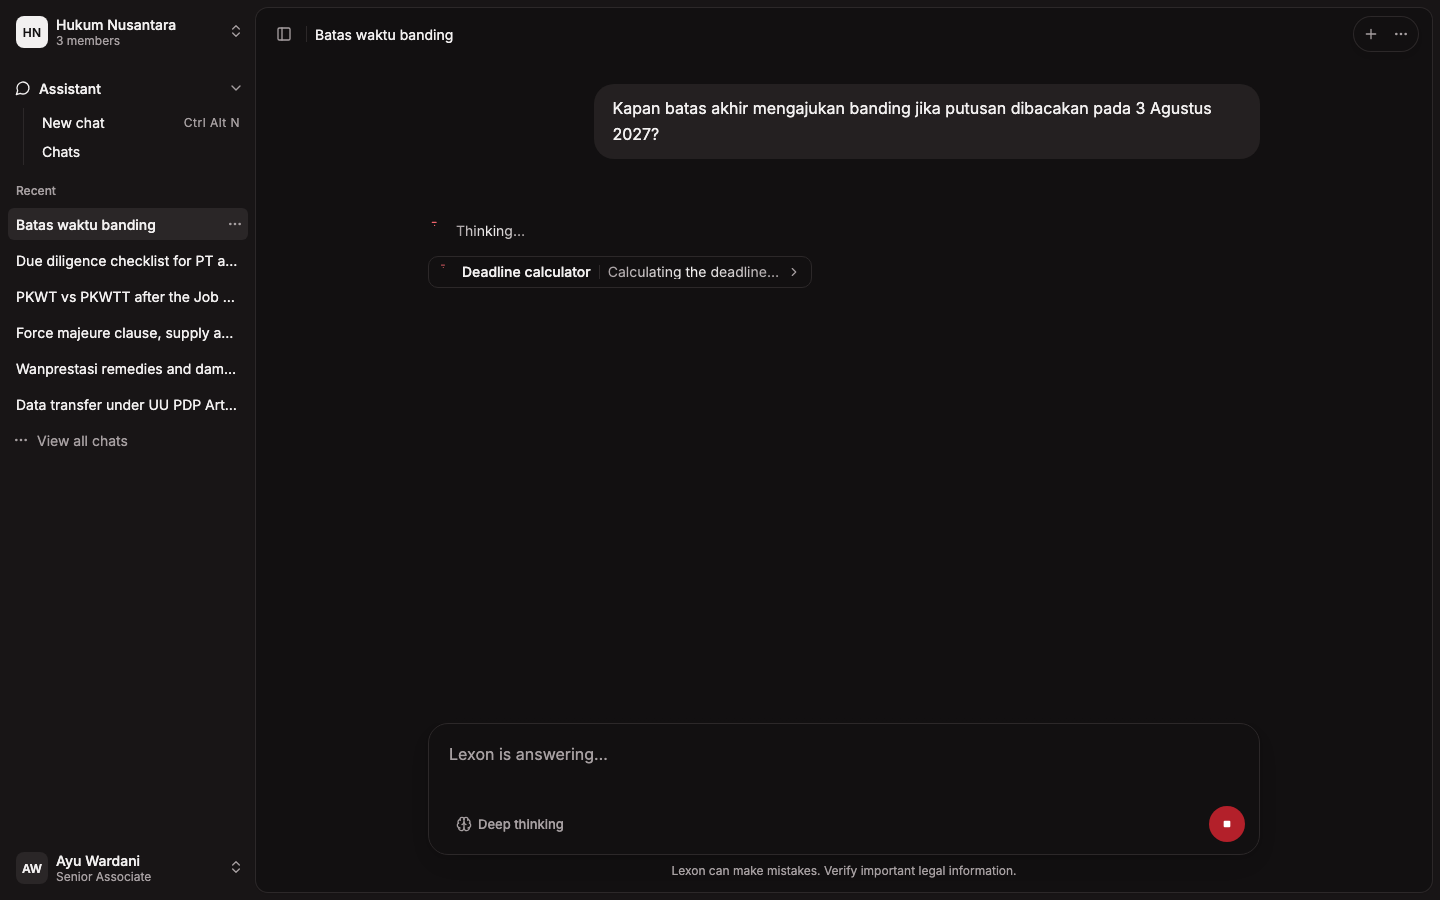 HN
Hukum Nusantara
3 members
Assistant
New chat
Ctrl Alt N
Chats
Recent
Batas waktu banding
Due diligence checklist for PT a...
PKWT vs PKWTT after the Job ...
Force majeure clause, supply a...
Wanprestasi remedies and dam...
Data transfer under UU PDP Art...
View all chats
AW
Ayu Wardani
Senior Associate
Batas waktu banding
Kapan batas akhir mengajukan banding jika putusan dibacakan pada 3 Agustus
2027?
Thinking...
Deadline calculator
Calculating the deadline...
Lexon is answering...
Deep thinking
Lexon can make mistakes. Verify important legal information.